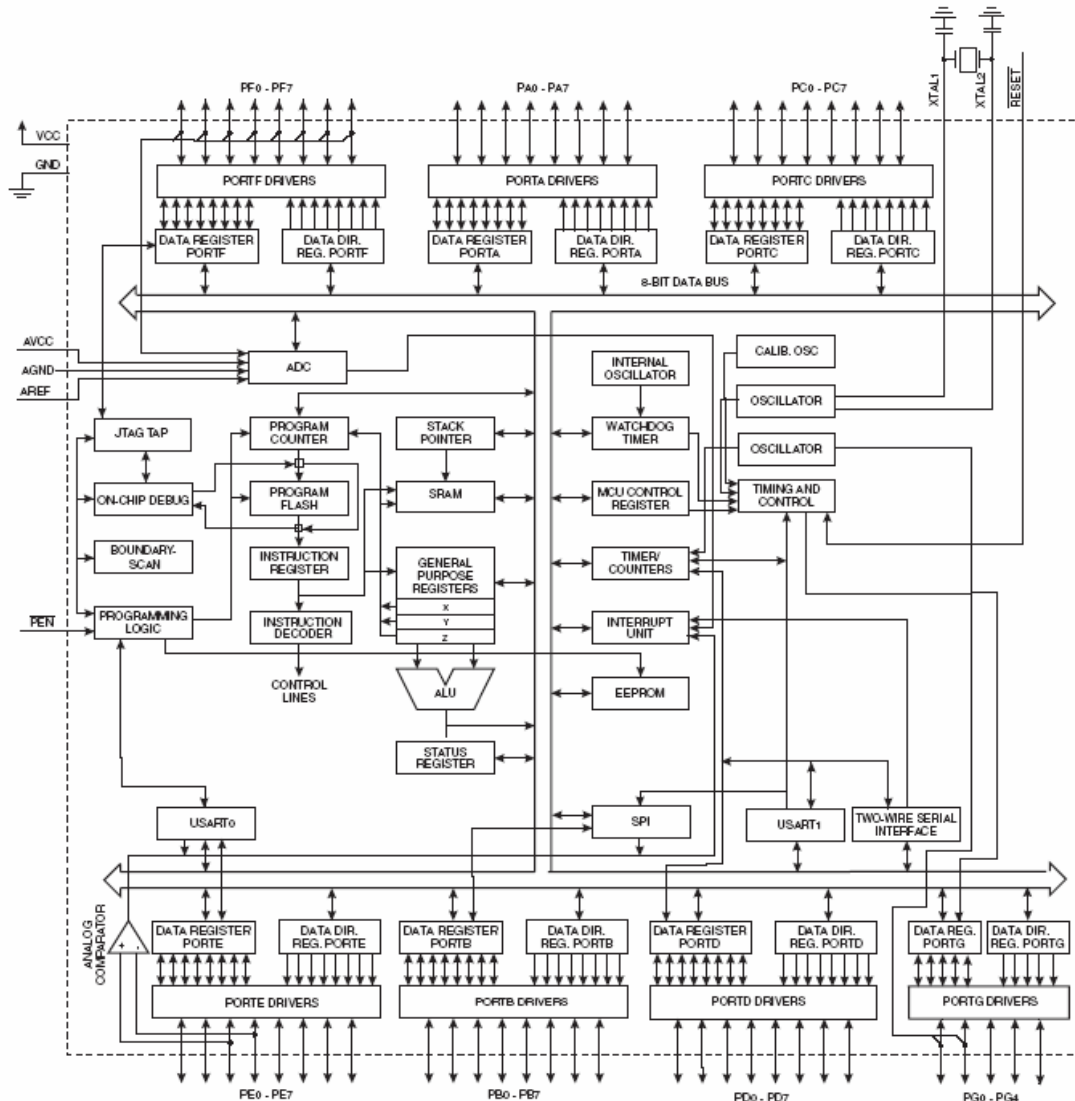 XTAL1
XTAL2
RESET
PF0 - PF7
PA0 - PA7
PC0 - PC7
VCC
GND
PORTF DRIVERS
PORTA DRIVERS
PORTC DRIVERS
DATA REGISTER
PORTF
DATA DIR.
REG. PORTF
DATA REGISTER
PORTA
DATA DIR.
REG. PORTA
DATA REGISTER
PORTC
DATA DIR.
REG. PORTC
8-BIT DATA BUS
AVCC
AGND
AREF
ADC
INTERNAL
OSCILLATOR
CALIB. OSC
OSCILLATOR
JTAG TAP
PROGRAM
COUNTER
STACK
POINTER
WATCHDOG
TIMER
OSCILLATOR
ON-CHIP DEBUG
PROGRAM
FLASH
SRAM
MCU CONTROL
REGISTER
TIMING AND
CONTROL
BOUNDARY-
SCAN
INSTRUCTION
REGISTER
GENERAL
PURPOSE
REGISTERS
X
Y
Z
TIMER/
COUNTERS
PEN
PROGRAMMING
LOGIC
INSTRUCTION
DECODER
INTERRUPT
UNIT
CONTROL
LINES
ALU
EEPROM
STATUS
REGISTER
USART0
SPI
USART1
TWO-WIRE SERIAL
INTERFACE
ANALOG
COMPARATOR
+ -
DATA REGISTER
PORTE
DATA DIR.
REG. PORTE
DATA REGISTER
PORTB
DATA DIR.
REG. PORTB
DATA REGISTER
PORTD
DATA DIR.
REG. PORTD
DATA REG.
PORTG
DATA DIR.
REG. PORTG
PORTE DRIVERS
PORTB DRIVERS
PORTD DRIVERS
PORTG DRIVERS
PE0 - PE7
PB0 - PB7
PD0 - PD7
PG0 - PG4